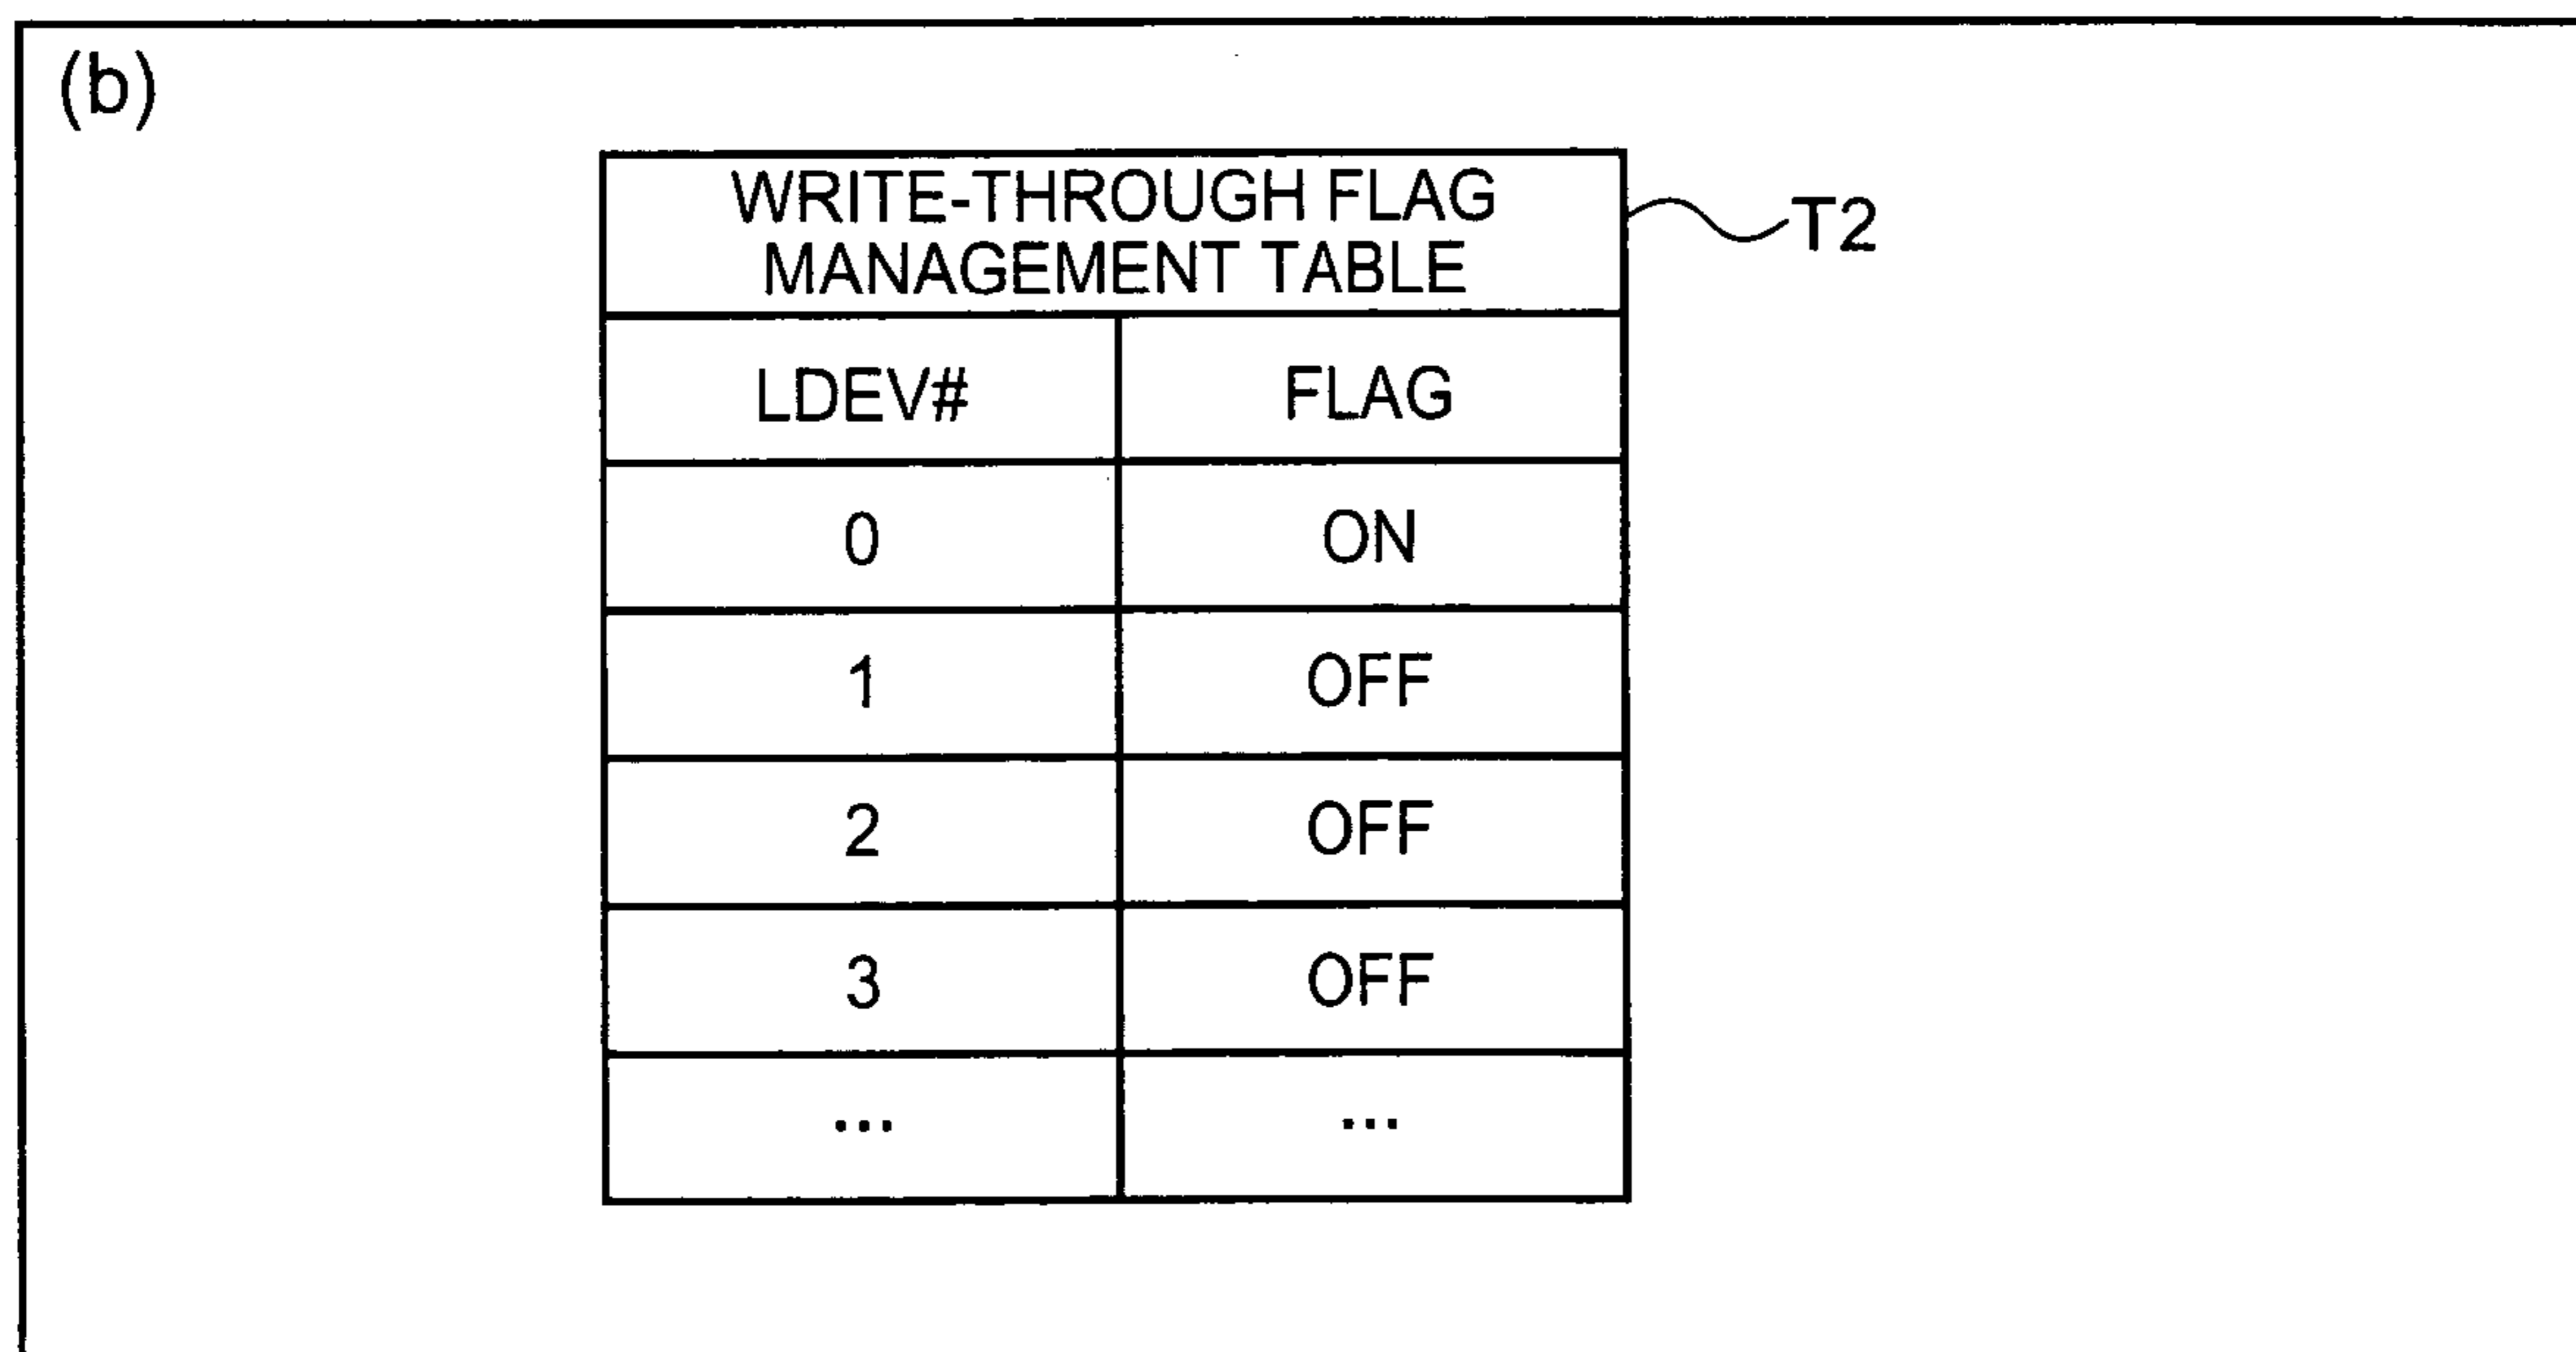 (b)
WRITE-THROUGH FLAG
MANAGEMENT TABLE
T2
LDEV# FLAG
0 ON
1 OFF
2 OFF
3 OFF
... ...